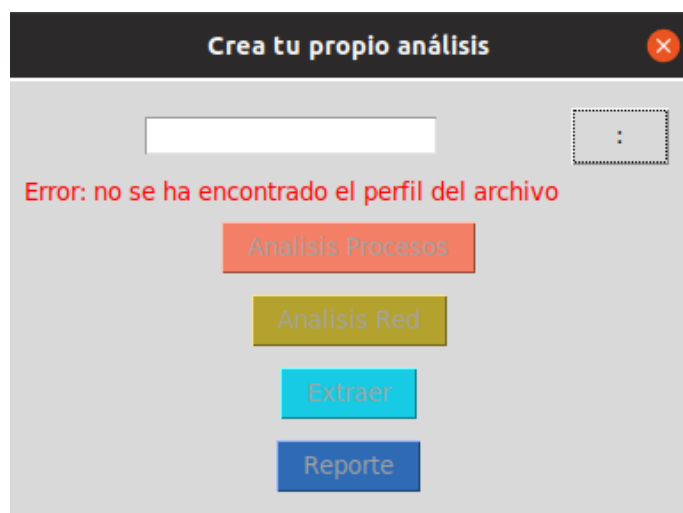 Crea tu propio análisis
:
Error: no se ha encontrado el perfil del archivo
Analisis Procesos
Analisis Red
Extraer
Reporte